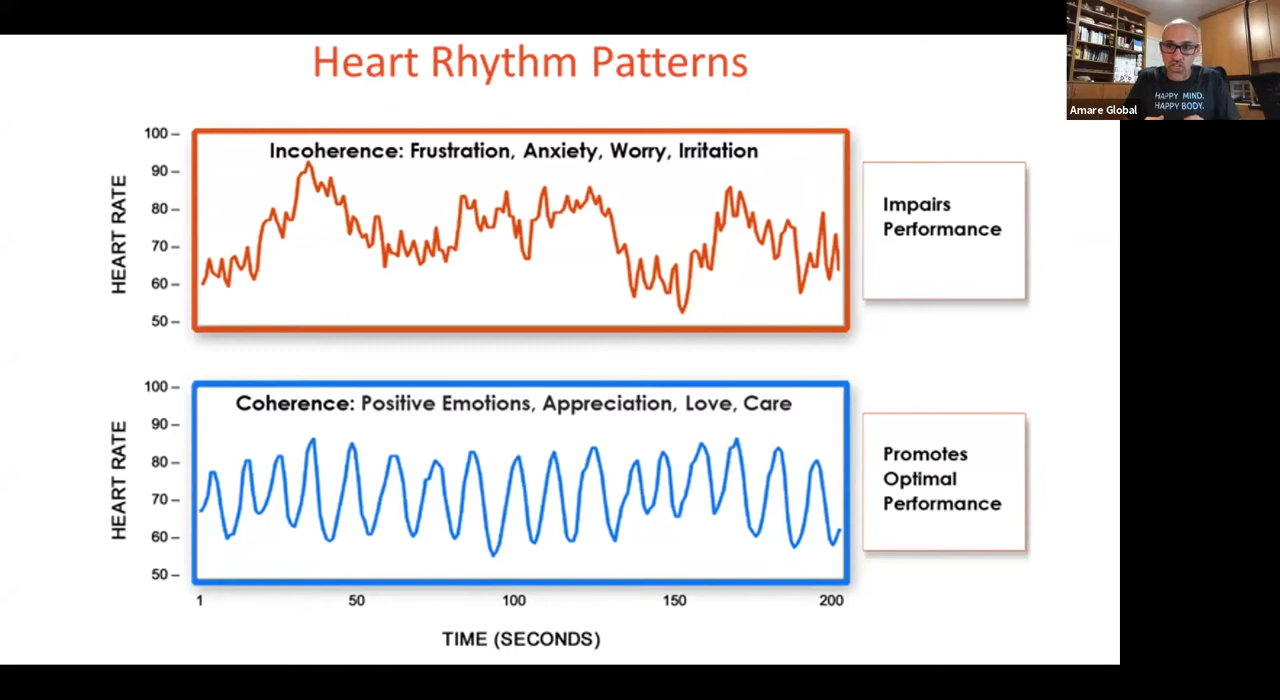 Heart Rhythm Patterns
Amare Global
HAPPY MIND.
HAPPY BODY.
HEART RATE
100
90
80
70
60
50
Incoherence: Frustration, Anxiety, Worry, Irritation
Impairs
Performance
HEART RATE
100
90
80
70
60
50
Coherence: Positive Emotions, Appreciation, Love, Care
Promotes
Optimal
Performance
1 50 100 150 200
TIME (SECONDS)